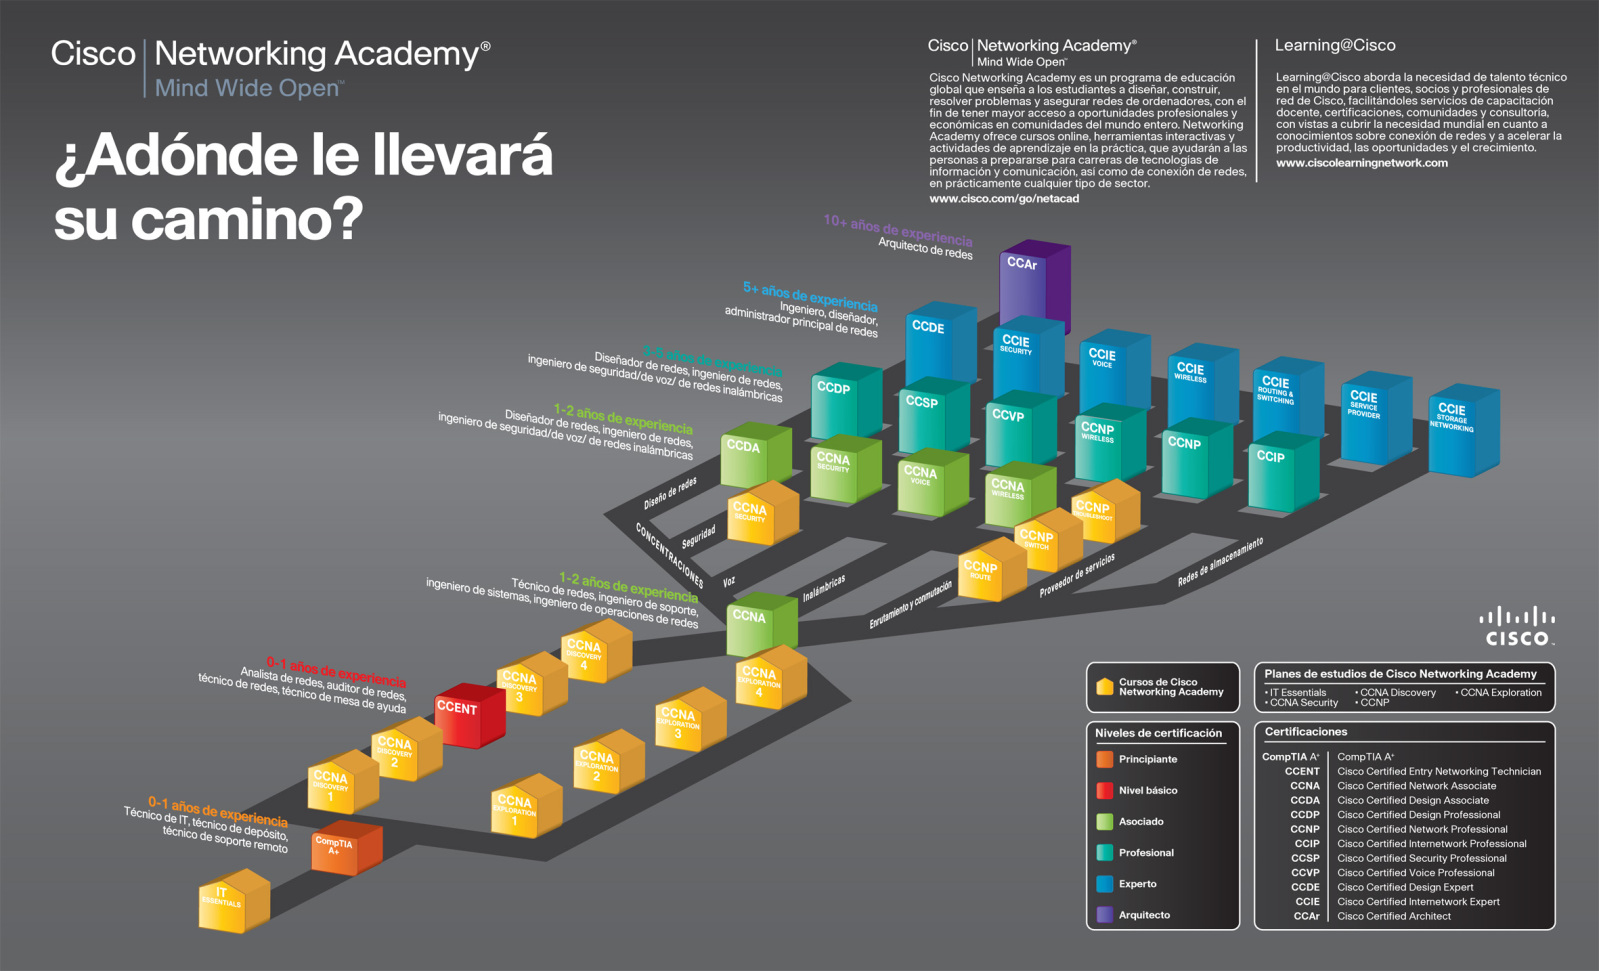 Cisco | Networking Academy®
Mind Wide Open™
¿Adónde le llevará
su camino?
Cisco | Networking Academy®
Mind Wide Open™
Cisco Networking Academy es un programa de educación
global que enseña a los estudiantes a diseñar, construir,
resolver problemas y asegurar redes de ordenadores, con el
fin de tener mayor acceso a oportunidades profesionales y
económicas en comunidades del mundo entero. Networking
Academy ofrece cursos online, herramientas interactivas y
actividades de aprendizaje en la práctica, que ayudarán a las
personas a prepararse para carreras de tecnologías de
información y comunicación, así como de conexión de redes,
en prácticamente cualquier tipo de sector.
www.cisco.com/go/netacad
Learning@Cisco
Learning@Cisco aborda la necesidad de talento técnico
en el mundo para clientes, socios y profesionales de
red de Cisco, facilitándoles servicios de capacitación
docente, certificaciones, comunidades y consultoría,
con vistas a cubrir la necesidad mundial en cuanto a
conocimientos sobre conexión de redes y a acelerar la
productividad, las oportunidades y el crecimiento.
www.ciscolearningnetwork.com
10+ años de experiencia
Arquitecto de redes
CCAr
5+ años de experiencia
Ingeniero, diseñador,
administrador principal de redes
CCDE
CCIE
SECURITY
CCIE
VOICE
CCIE
WIRELESS
CCIE
ROUTING &
SWITCHING
CCIE
SERVICE
PROVIDER
CCIE
STORAGE
NETWORKING
3-5 años de experiencia
Diseñador de redes, ingeniero de redes,
ingeniero de seguridad/de voz/ de redes inalámbricas
CCDP
CCSP
CCVP
CCNP
WIRELESS
CCNP
CCIP
1-2 años de experiencia
Diseñador de redes, ingeniero de redes,
ingeniero de seguridad/de voz/ de redes inalámbricas
CCDA
CCNA
SECURITY
CCNA
VOICE
CCNA
WIRELESS
Diseño de redes
CCNA
SECURITY
CCNP
TROUBLESHOOT
CCNP
SWITCH
CCNP
ROUTE
CONCENTRACIONES
Seguridad
Voz
Inalámbricas
Enrutamiento y conmutación
Proveedor de servicios
Redes de almacenamiento
1-2 años de experiencia
Técnico de redes, ingeniero de soporte,
ingeniero de sistemas, ingeniero de operaciones de redes
CCNA
CCNA
DISCOVERY
4
CCNA
DISCOVERY
3
CCNA
EXPLORATION
4
0-1 años de experiencia
Analista de redes, auditor de redes,
técnico de redes, técnico de mesa de ayuda
CCENT
CCNA
EXPLORATION
3
CCNA
DISCOVERY
2
CCNA
EXPLORATION
2
CCNA
DISCOVERY
1
CCNA
EXPLORATION
1
0-1 años de experiencia
Técnico de IT, técnico de depósito,
técnico de soporte remoto
CompTIA
A+
IT
ESSENTIALS
CISCO
Cursos de Cisco
Networking Academy
Planes de estudios de Cisco Networking Academy
• IT Essentials • CCNA Discovery • CCNA Exploration
• CCNA Security • CCNP
Niveles de certificación
Principiante
Nivel básico
Asociado
Profesional
Experto
Arquitecto
Certificaciones
CompTIA A+ CompTIA A+
CCENT Cisco Certified Entry Networking Technician
CCNA Cisco Certified Network Associate
CCDA Cisco Certified Design Associate
CCDP Cisco Certified Design Professional
CCNP Cisco Certified Network Professional
CCIP Cisco Certified Internetwork Professional
CCSP Cisco Certified Security Professional
CCVP Cisco Certified Voice Professional
CCDE Cisco Certified Design Expert
CCIE Cisco Certified Internetwork Expert
CCAr Cisco Certified Architect